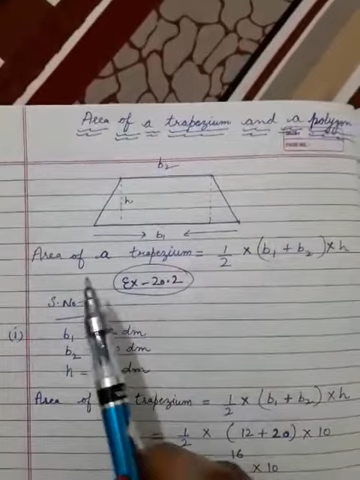 Area of a trapezium and a polygon
b₂
h
b₁
Area of a trapezium = 1/2 × (b₁ + b₂) × h
Ex - 20.2
S.No
(i) b₁ dm
b₂ dm
h = dm
Area of trapezium = 1/2 × (b₁ + b₂) × h
= 1/2 × (12 + 20) × 10
16
× 10